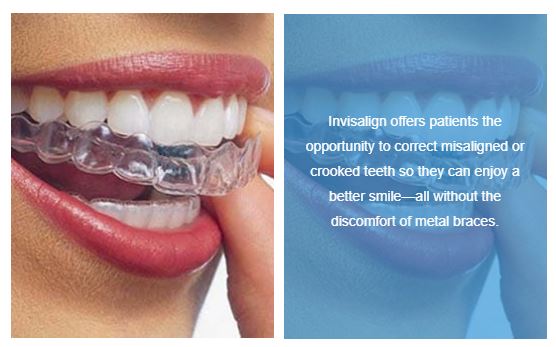 Invisalign offers patients the
opportunity to correct misaligned or
crooked teeth so they can enjoy a
better smile—all without the
discomfort of metal braces.